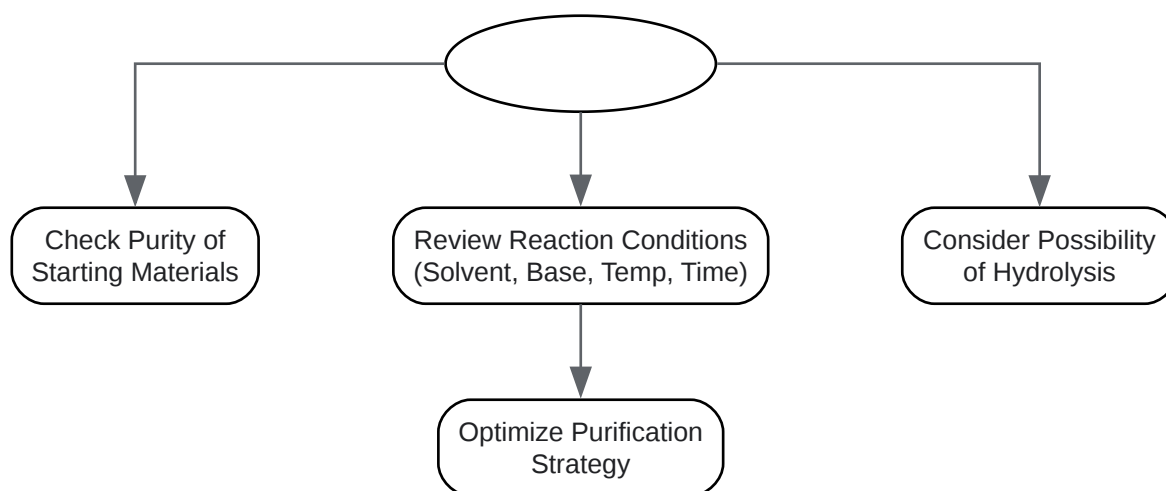 Check Purity of
Starting Materials
Review Reaction Conditions
(Solvent, Base, Temp, Time)
Consider Possibility
of Hydrolysis
Optimize Purification
Strategy